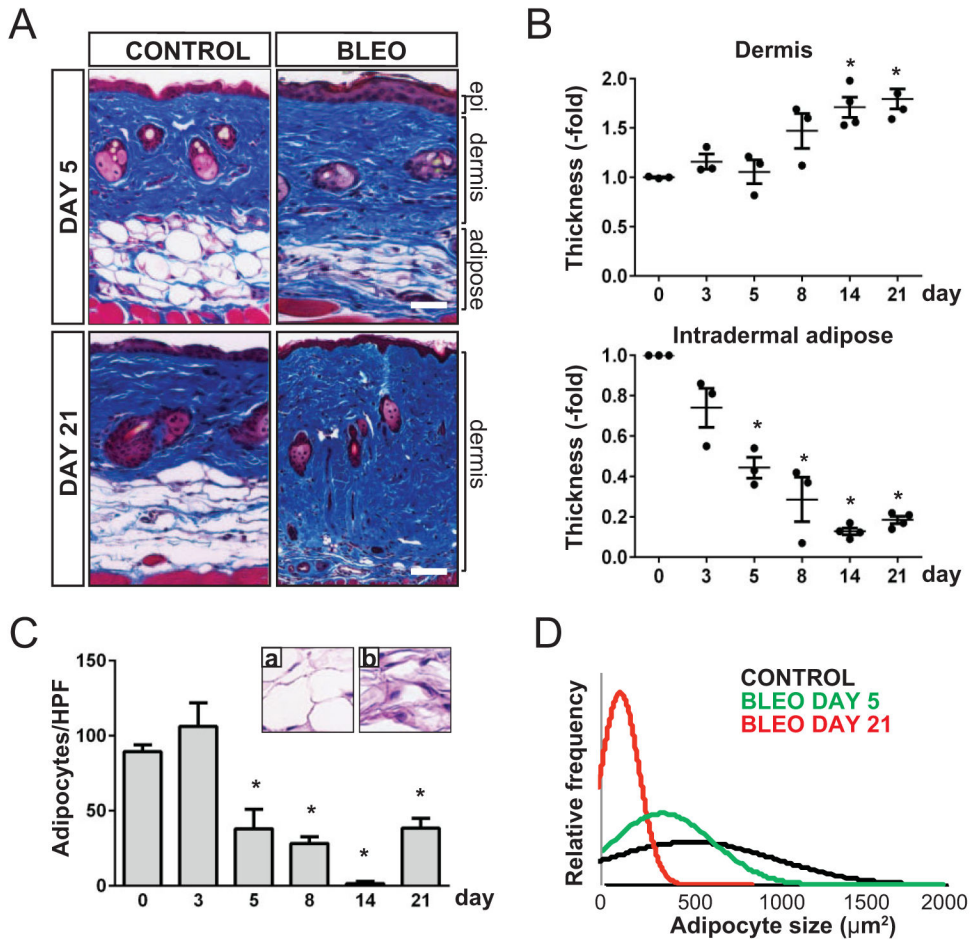 A
CONTROL BLEO
DAY 5
epi
dermis
adipose
DAY 21
dermis
B
Dermis
Thickness (-fold)
2.0
1.5
1.0
0.5
0.0
* *
0 3 5 8 14 21 day
Intradermal adipose
Thickness (-fold)
1.0
0.8
0.6
0.4
0.2
0.0
* * * *
0 3 5 8 14 21 day
C
Adipocytes/HPF
150
100
50
0
a b
* * * *
0 3 5 8 14 21 day
D
CONTROL
BLEO DAY 5
BLEO DAY 21
Relative frequency
0 500 1000 1500 2000
Adipocyte size (µm²)